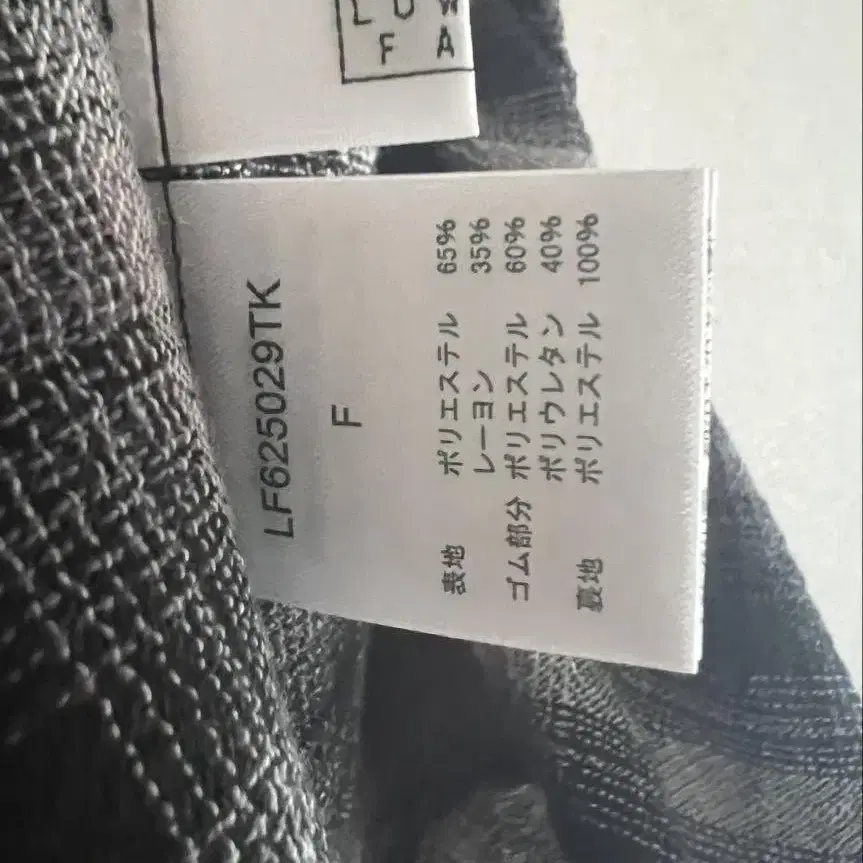 LF625029TK
F
表地 ポリエステル 65%
レーヨン 35%
ゴム部分 ポリエステル 60%
ポリウレタン 40%
裏地 ポリエステル 100%
F A